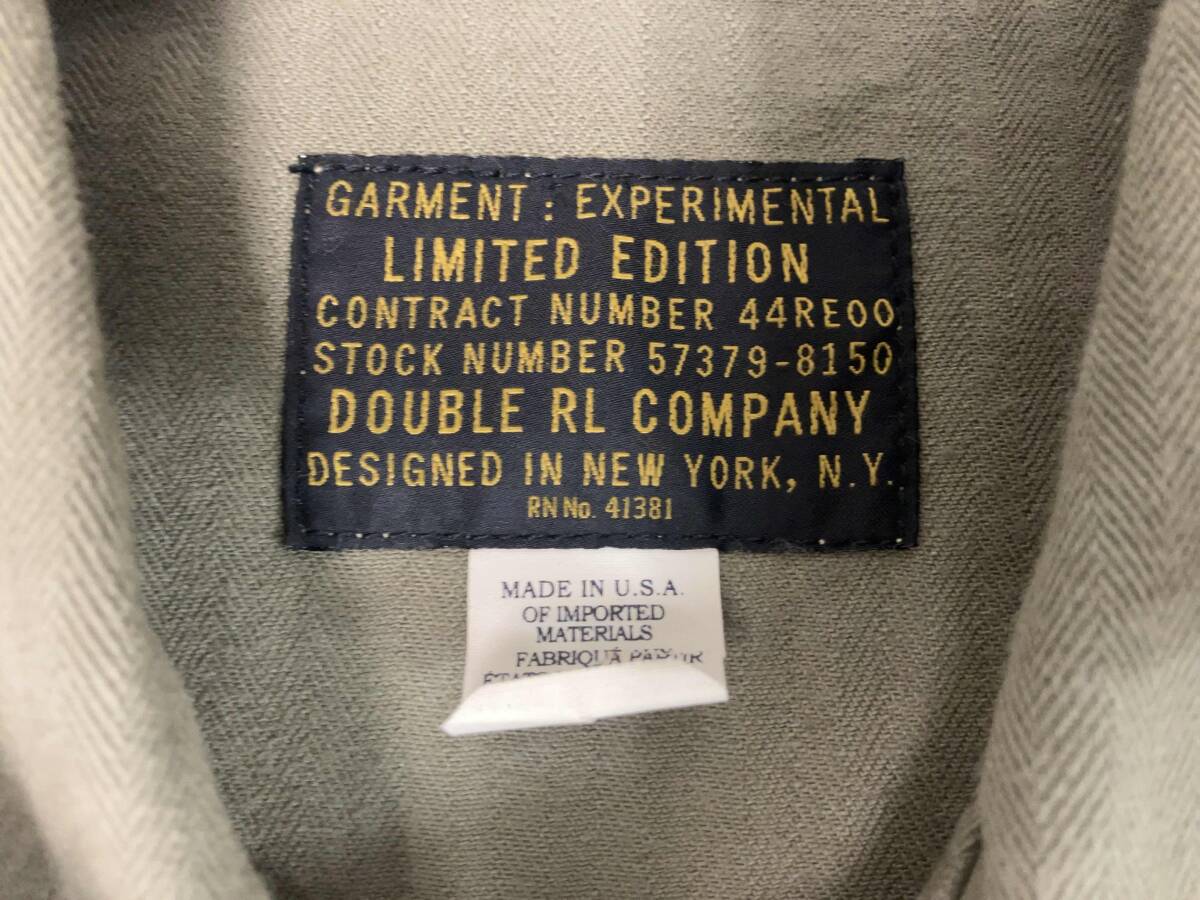 GARMENT : EXPERIMENTAL
LIMITED EDITION
CONTRACT NUMBER 44RE00
STOCK NUMBER 57379-8150
DOUBLE RL COMPANY
DESIGNED IN NEW YORK, N.Y.
RN No. 41381
MADE IN U.S.A.
OF IMPORTED
MATERIALS
FABRIQUÁ